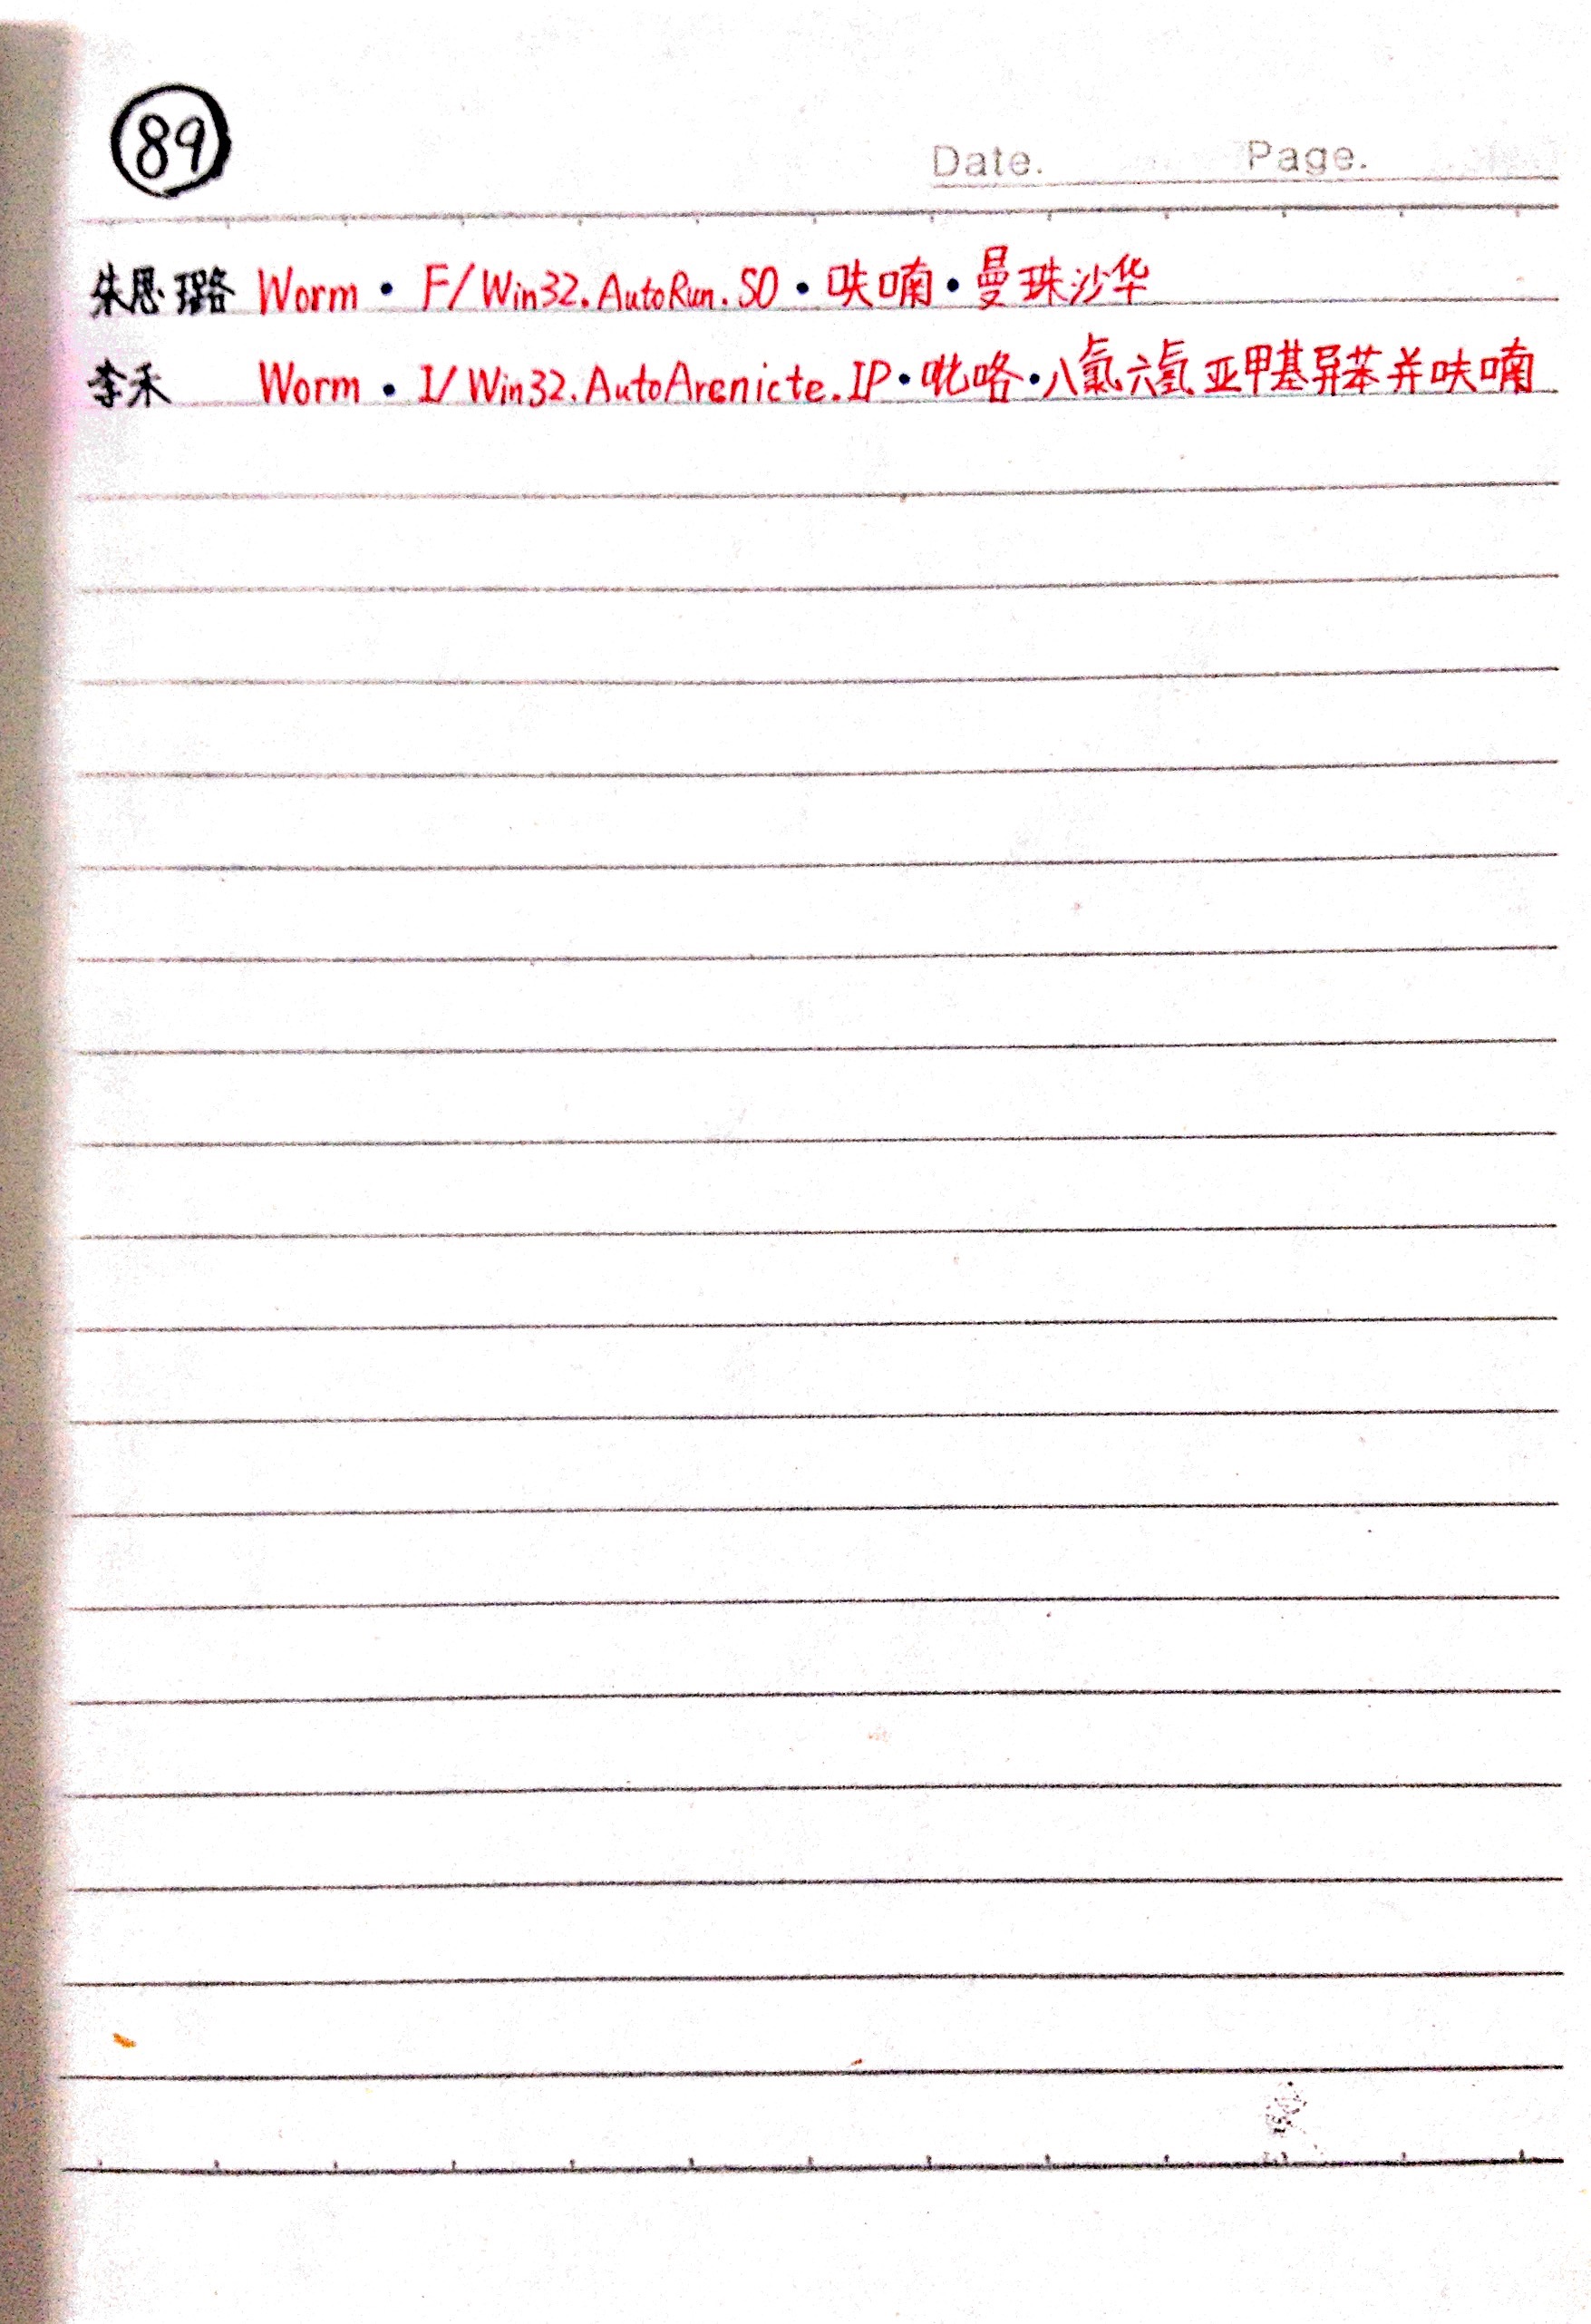 89
Date. Page.
朱恩璐 Worm · F/Win32.AutoRun.SO · 呋喃 · 曼珠沙华
李禾 Worm · I/Win32.AutoArenicte.IP · 吡咯 · 八氯六氢亚甲基异苯并呋喃